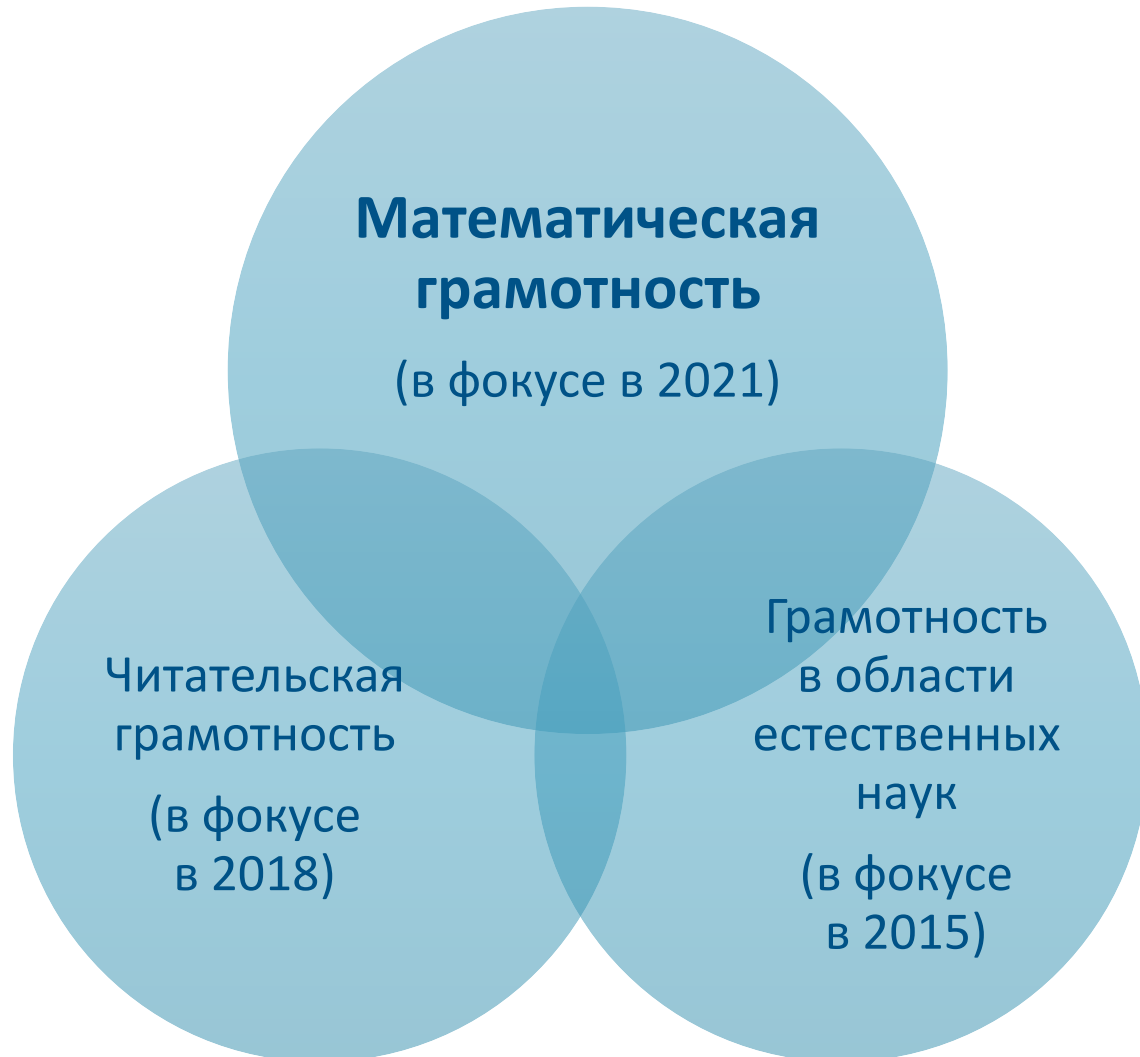 Математическая
грамотность
(в фокусе в 2021)
Читательская
грамотность
(в фокусе
в 2018)
Грамотность
в области
естественных
наук
(в фокусе
в 2015)